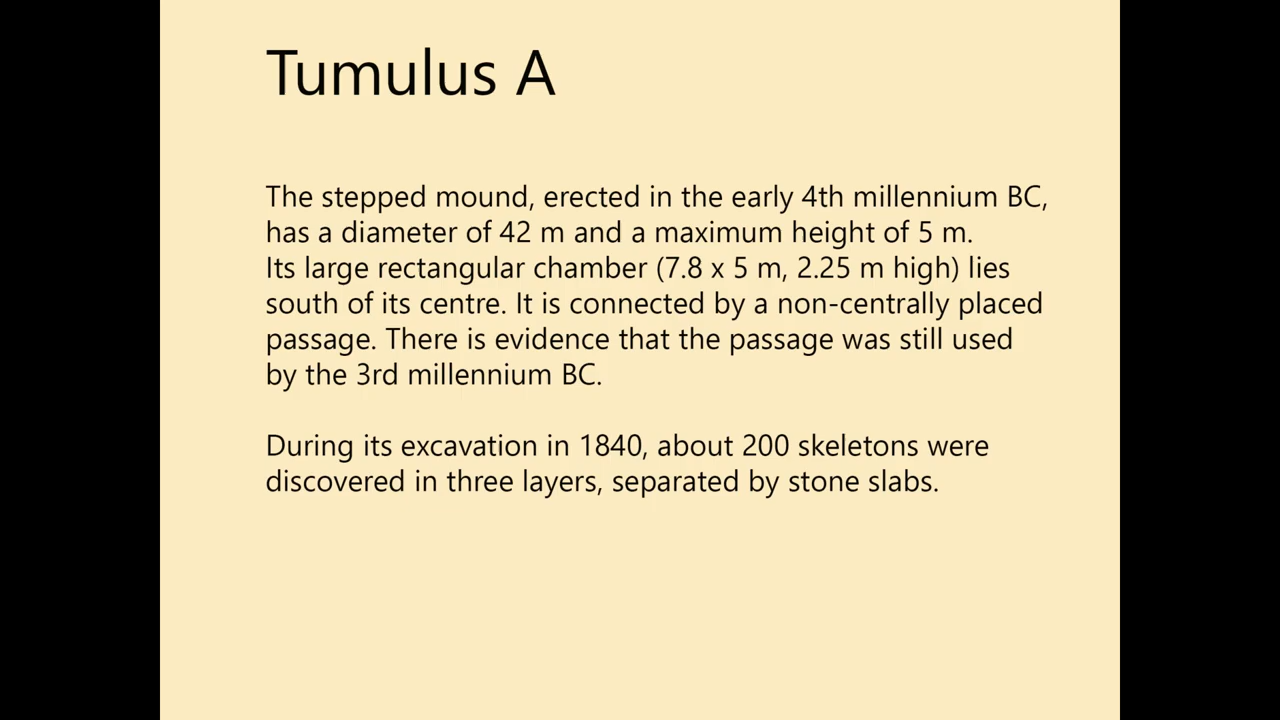 Tumulus A
The stepped mound, erected in the early 4th millennium BC,
has a diameter of 42 m and a maximum height of 5 m.
Its large rectangular chamber (7.8 x 5 m, 2.25 m high) lies
south of its centre. It is connected by a non-centrally placed
passage. There is evidence that the passage was still used
by the 3rd millennium BC.
During its excavation in 1840, about 200 skeletons were
discovered in three layers, separated by stone slabs.